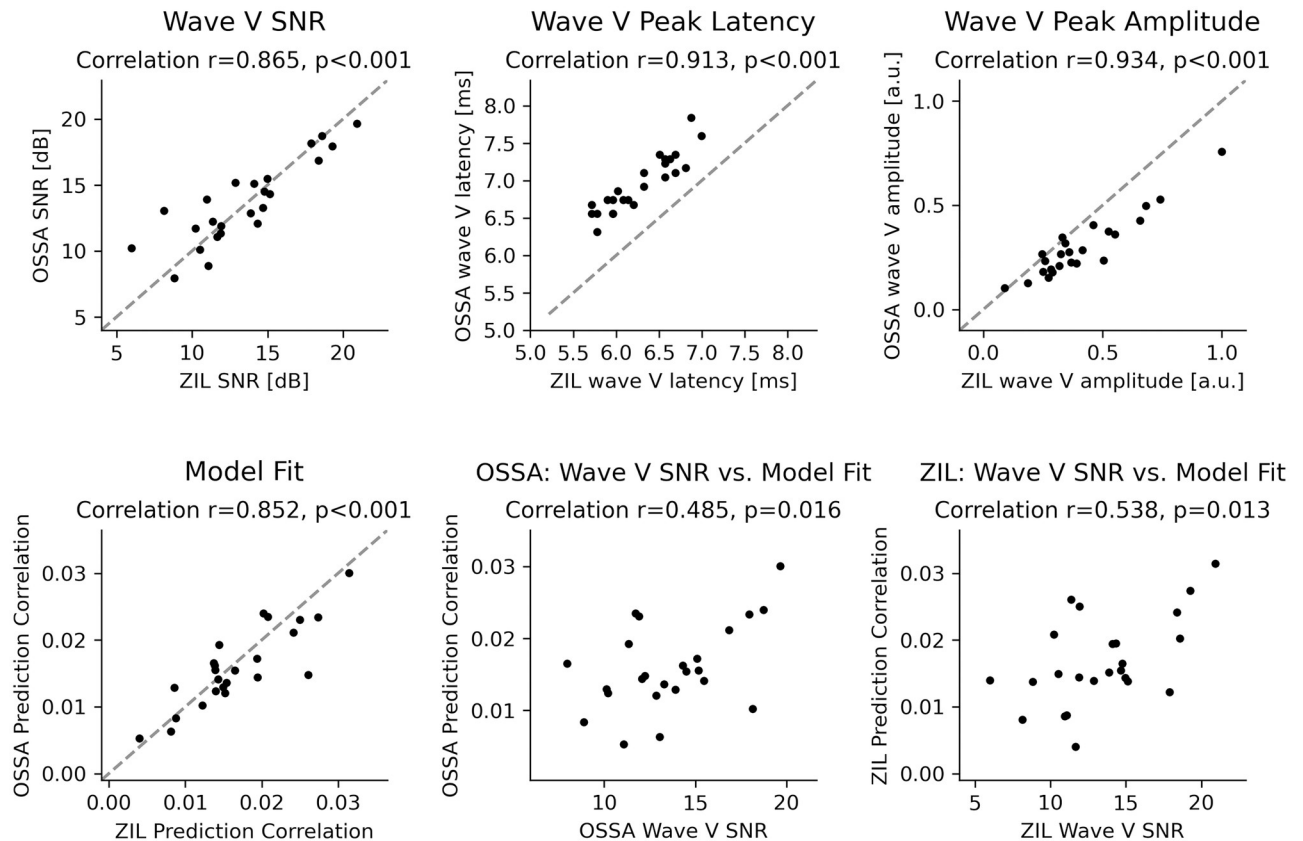 Wave V SNR
Correlation r=0.865, p<0.001
OSSA SNR [dB]
20
15
10
5
5 10 15 20
ZIL SNR [dB]
Wave V Peak Latency
Correlation r=0.913, p<0.001
OSSA wave V latency [ms]
8.0
7.5
7.0
6.5
6.0
5.5
5.0
5.0 5.5 6.0 6.5 7.0 7.5 8.0
ZIL wave V latency [ms]
Wave V Peak Amplitude
Correlation r=0.934, p<0.001
OSSA wave V amplitude [a.u.]
1.0
0.5
0.0
0.0 0.5 1.0
ZIL wave V amplitude [a.u.]
Model Fit
Correlation r=0.852, p<0.001
OSSA Prediction Correlation
0.03
0.02
0.01
0.00
0.00 0.01 0.02 0.03
ZIL Prediction Correlation
OSSA: Wave V SNR vs. Model Fit
Correlation r=0.485, p=0.016
OSSA Prediction Correlation
0.03
0.02
0.01
10 15 20
OSSA Wave V SNR
ZIL: Wave V SNR vs. Model Fit
Correlation r=0.538, p=0.013
ZIL Prediction Correlation
0.03
0.02
0.01
0.00
5 10 15 20
ZIL Wave V SNR